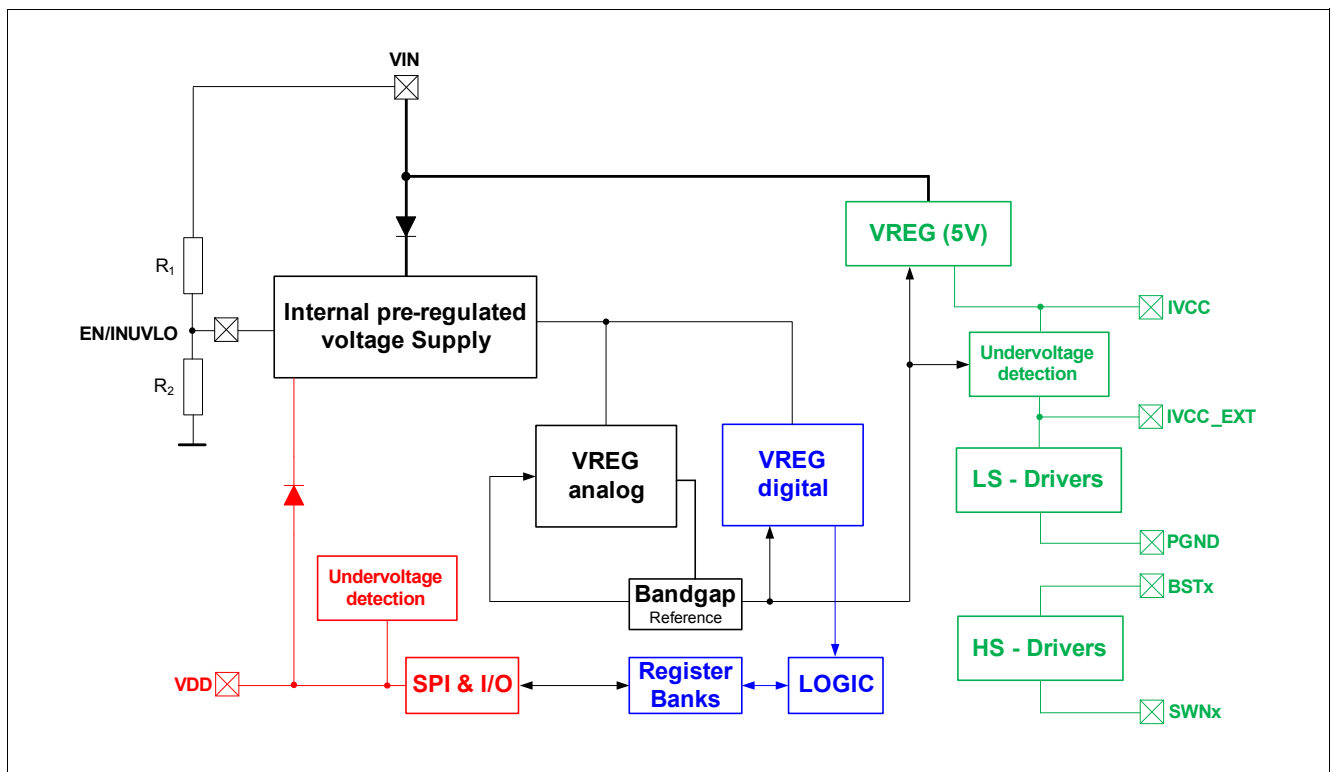 VIN
VREG (5V)
R1
Internal pre-regulated
voltage Supply
IVCC
EN/INUVLO
Undervoltage
detection
R2
IVCC_EXT
VREG
analog
VREG
digital
LS - Drivers
PGND
Undervoltage
detection
Bandgap
Reference
BSTx
HS - Drivers
VDD
SPI & I/O
Register
Banks
LOGIC
SWNx